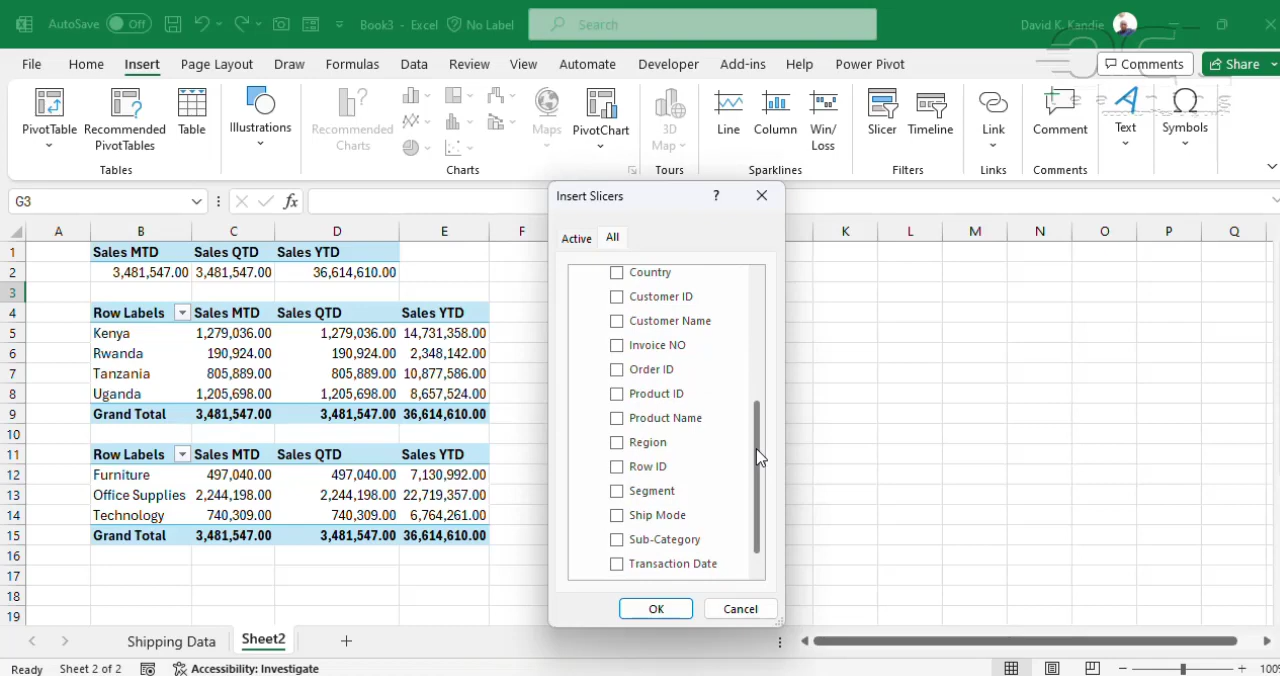 AutoSave Off Book3 - Excel No Label Search David K. Kandie
File Home Insert Page Layout Draw Formulas Data Review View Automate Developer Add-ins Help Power Pivot Comments Share
PivotTable Recommended PivotTables Table Illustrations Recommended Charts Maps PivotChart 3D Map Line Column Win/Loss Slicer Timeline Link Comment Text Symbols
Tables Charts Tours Sparklines Filters Links Comments
G3 fx
Insert Slicers ?
Active All
A B C D E F K L M N O P Q
1 Sales MTD Sales QTD Sales YTD
2 3,481,547.00 3,481,547.00 36,614,610.00
3
4 Row Labels Sales MTD Sales QTD Sales YTD
5 Kenya 1,279,036.00 1,279,036.00 14,731,358.00
6 Rwanda 190,924.00 190,924.00 2,348,142.00
7 Tanzania 805,889.00 805,889.00 10,877,586.00
8 Uganda 1,205,698.00 1,205,698.00 8,657,524.00
9 Grand Total 3,481,547.00 3,481,547.00 36,614,610.00
10
11 Row Labels Sales MTD Sales QTD Sales YTD
12 Furniture 497,040.00 497,040.00 7,130,992.00
13 Office Supplies 2,244,198.00 2,244,198.00 22,719,357.00
14 Technology 740,309.00 740,309.00 6,764,261.00
15 Grand Total 3,481,547.00 3,481,547.00 36,614,610.00
16
17
18
19
Country
Customer ID
Customer Name
Invoice NO
Order ID
Product ID
Product Name
Region
Row ID
Segment
Ship Mode
Sub-Category
Transaction Date
OK Cancel
Shipping Data Sheet2
Ready Sheet 2 of 2 Accessibility: Investigate 100%